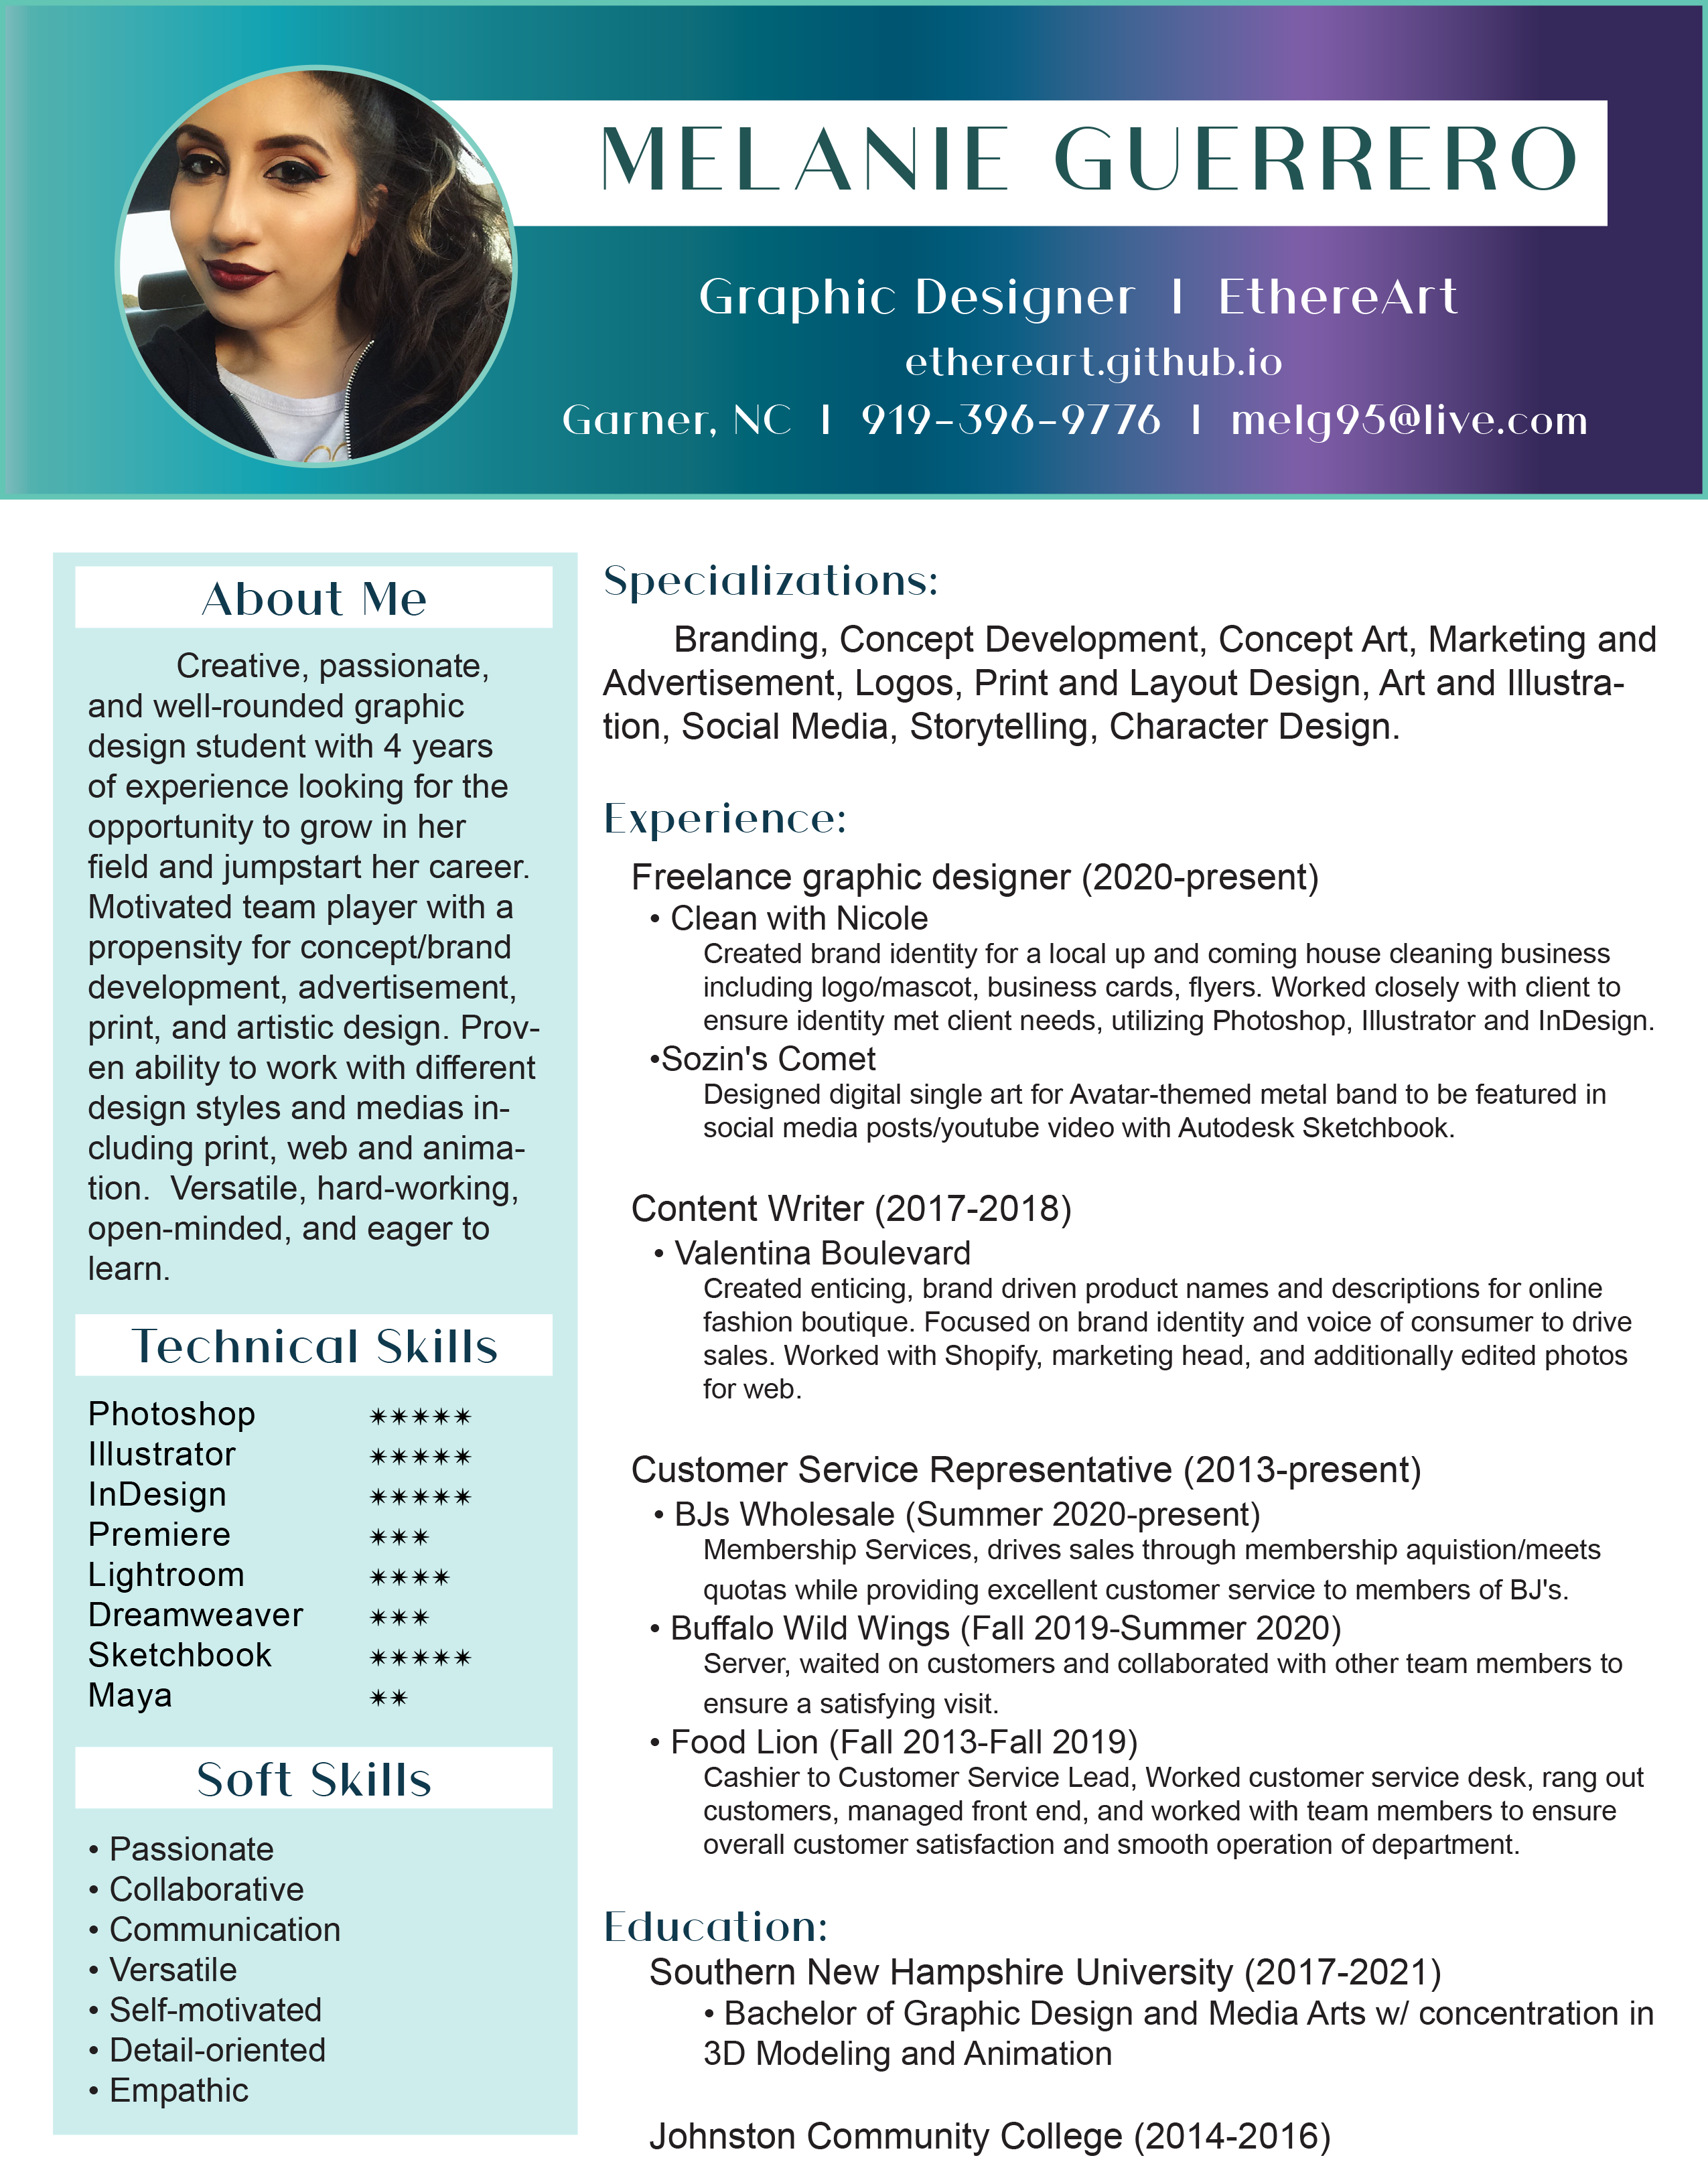 MELANIE GUERRERO
Graphic Designer | EthereArt
ethereart.github.io
Garner, NC | 919-396-9776 | melg95@live.com
About Me
Creative, passionate,
and well-rounded graphic
design student with 4 years
of experience looking for the
opportunity to grow in her
field and jumpstart her career.
Motivated team player with a
propensity for concept/brand
development, advertisement,
print, and artistic design. Prov-
en ability to work with different
design styles and medias in-
cluding print, web and anima-
tion.  Versatile, hard-working,
open-minded, and eager to
learn.
Technical Skills
Photoshop ✷✷✷✷✷
Illustrator ✷✷✷✷✷
InDesign ✷✷✷✷✷
Premiere ✷✷✷
Lightroom ✷✷✷✷
Dreamweaver ✷✷✷
Sketchbook ✷✷✷✷✷
Maya ✷✷
Soft Skills
• Passionate
• Collaborative
• Communication
• Versatile
• Self-motivated
• Detail-oriented
• Empathic
Specializations:
Branding, Concept Development, Concept Art, Marketing and
Advertisement, Logos, Print and Layout Design, Art and Illustra-
tion, Social Media, Storytelling, Character Design.
Experience:
Freelance graphic designer (2020-present)
• Clean with Nicole
Created brand identity for a local up and coming house cleaning business
including logo/mascot, business cards, flyers. Worked closely with client to
ensure identity met client needs, utilizing Photoshop, Illustrator and InDesign.
•Sozin's Comet
Designed digital single art for Avatar-themed metal band to be featured in
social media posts/youtube video with Autodesk Sketchbook.
Content Writer (2017-2018)
• Valentina Boulevard
Created enticing, brand driven product names and descriptions for online
fashion boutique. Focused on brand identity and voice of consumer to drive
sales. Worked with Shopify, marketing head, and additionally edited photos
for web.
Customer Service Representative (2013-present)
• BJs Wholesale (Summer 2020-present)
Membership Services, drives sales through membership aquistion/meets
quotas while providing excellent customer service to members of BJ's.
• Buffalo Wild Wings (Fall 2019-Summer 2020)
Server, waited on customers and collaborated with other team members to
ensure a satisfying visit.
• Food Lion (Fall 2013-Fall 2019)
Cashier to Customer Service Lead, Worked customer service desk, rang out
customers, managed front end, and worked with team members to ensure
overall customer satisfaction and smooth operation of department.
Education:
Southern New Hampshire University (2017-2021)
• Bachelor of Graphic Design and Media Arts w/ concentration in
3D Modeling and Animation
Johnston Community College (2014-2016)